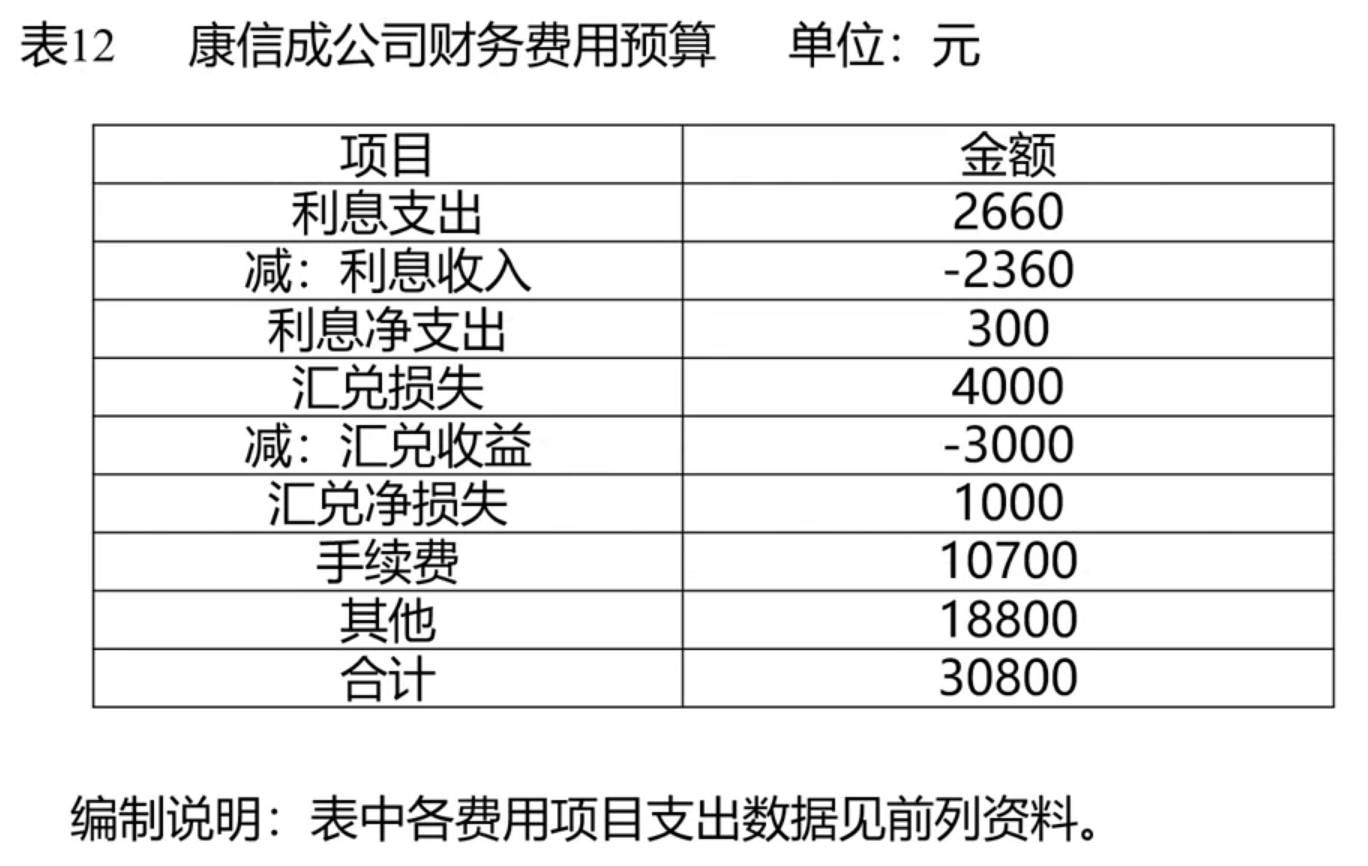 表12 康信成公司财务费用预算 单位：元
项目 金额
利息支出 2660
减：利息收入 -2360
利息净支出 300
汇兑损失 4000
减：汇兑收益 -3000
汇兑净损失 1000
手续费 10700
其他 18800
合计 30800
编制说明：表中各费用项目支出数据见前列资料。